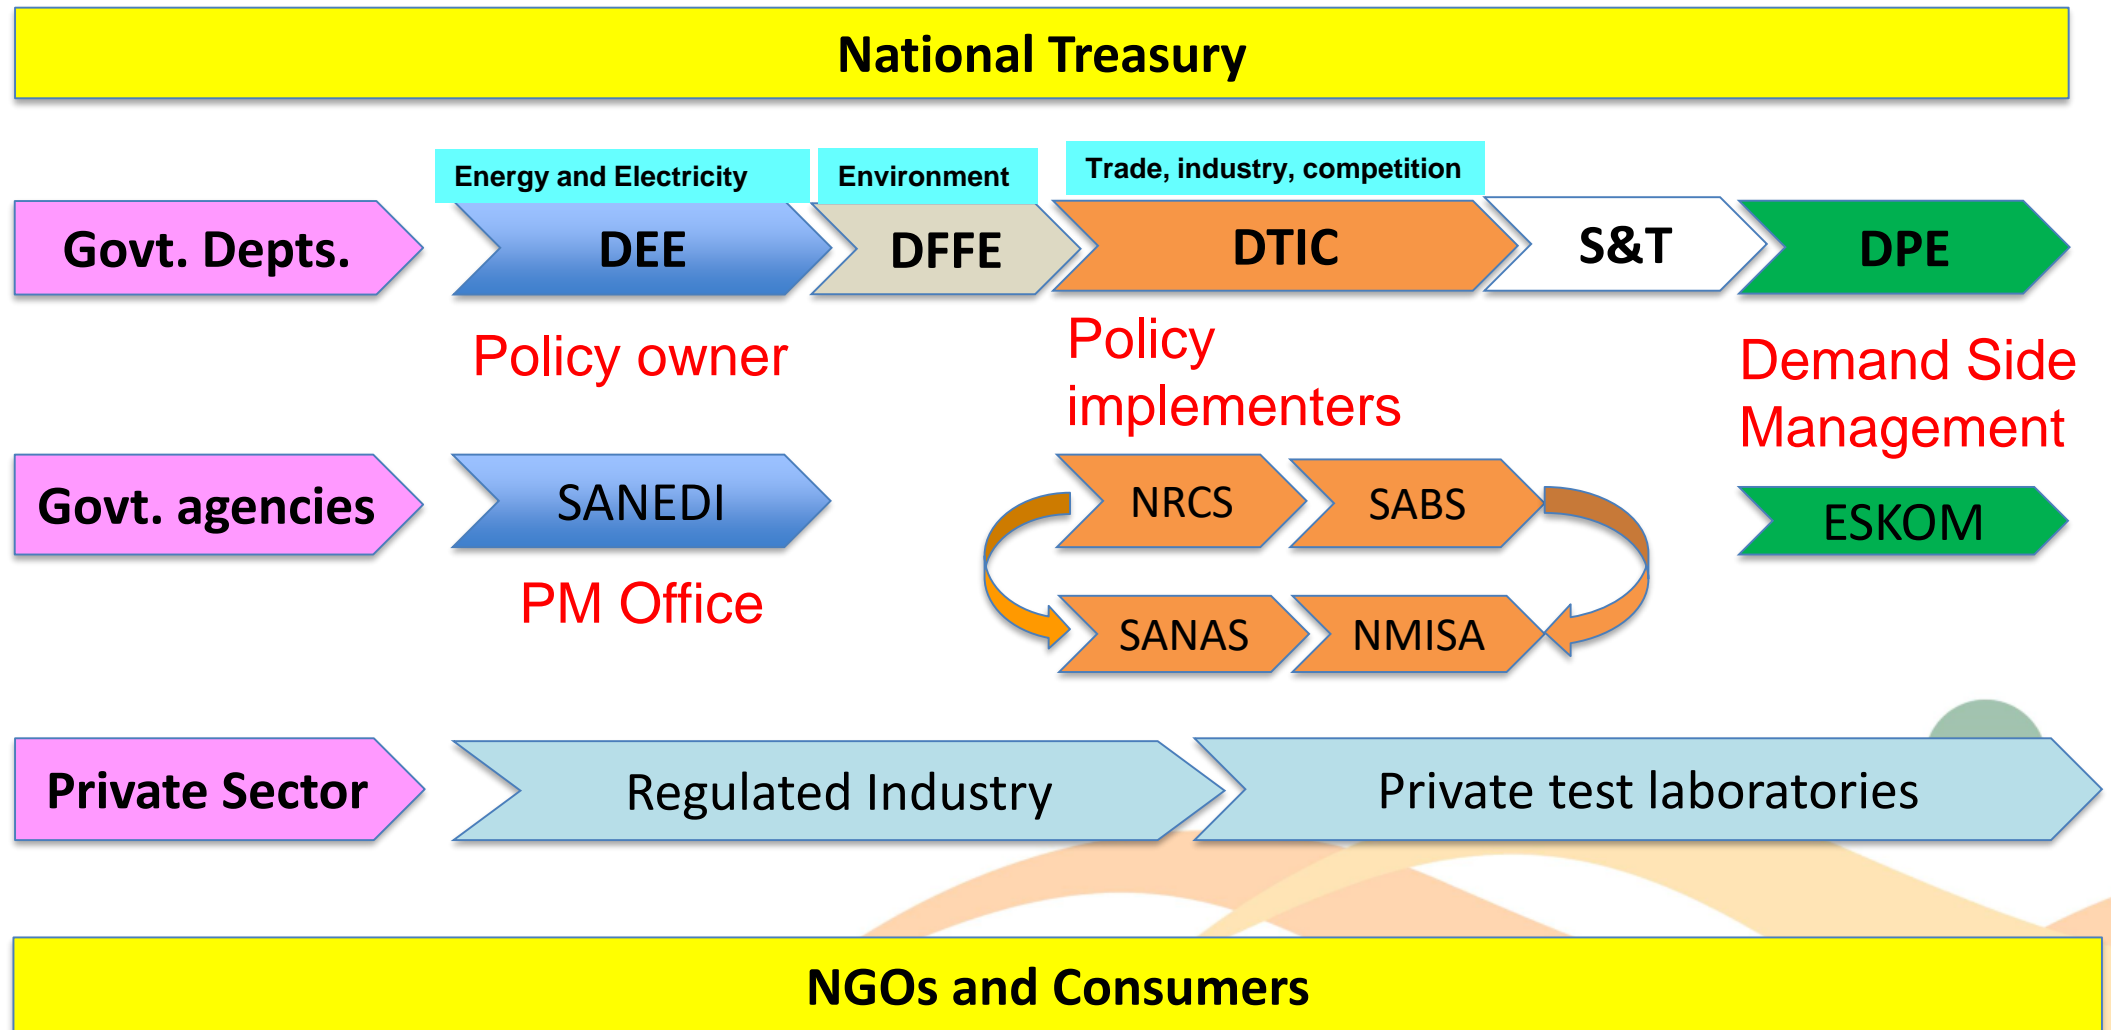 National Treasury
Energy and Electricity
Environment
Trade, industry, competition
Govt. Depts.
DEE
DFFE
DTIC
S&T
DPE
Policy owner
Policy
implementers
Demand Side
Management
Govt. agencies
SANEDI
NRCS
SABS
ESKOM
PM Office
SANAS
NMISA
Private Sector
Regulated Industry
Private test laboratories
NGOs and Consumers